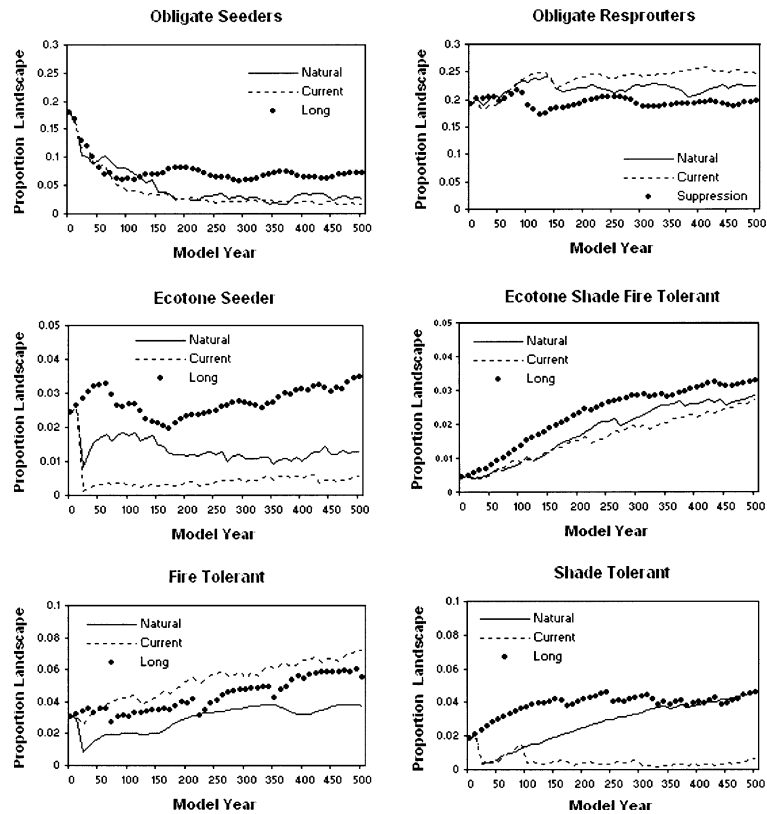 Obligate Seeders
Proportion Landscape
0.3
0.25
0.2
0.15
0.1
0.05
0
Natural
Current
Long
0 50 100 150 200 250 300 350 400 450 500
Model Year
Obligate Resprouters
Proportion Landscape
0.3
0.25
0.2
0.15
0.1
0.05
0
Natural
Current
Suppression
0 50 100 150 200 250 300 350 400 450 500
Model Year
Ecotone Seeder
Proportion Landscape
0.05
0.04
0.03
0.02
0.01
0
Natural
Current
Long
0 50 100 150 200 250 300 350 400 450 500
Model Year
Ecotone Shade Fire Tolerant
Proportion Landscape
0.05
0.04
0.03
0.02
0.01
0
Natural
Current
Long
0 50 100 150 200 250 300 350 400 450 500
Model Year
Fire Tolerant
Proportion Landscape
0.1
0.08
0.06
0.04
0.02
0
Natural
Current
Long
0 50 100 150 200 250 300 350 400 450 500
Model Year
Shade Tolerant
Proportion Landscape
0.1
0.08
0.06
0.04
0.02
0
Natural
Current
Long
0 50 100 150 200 250 300 350 400 450 500
Model Year